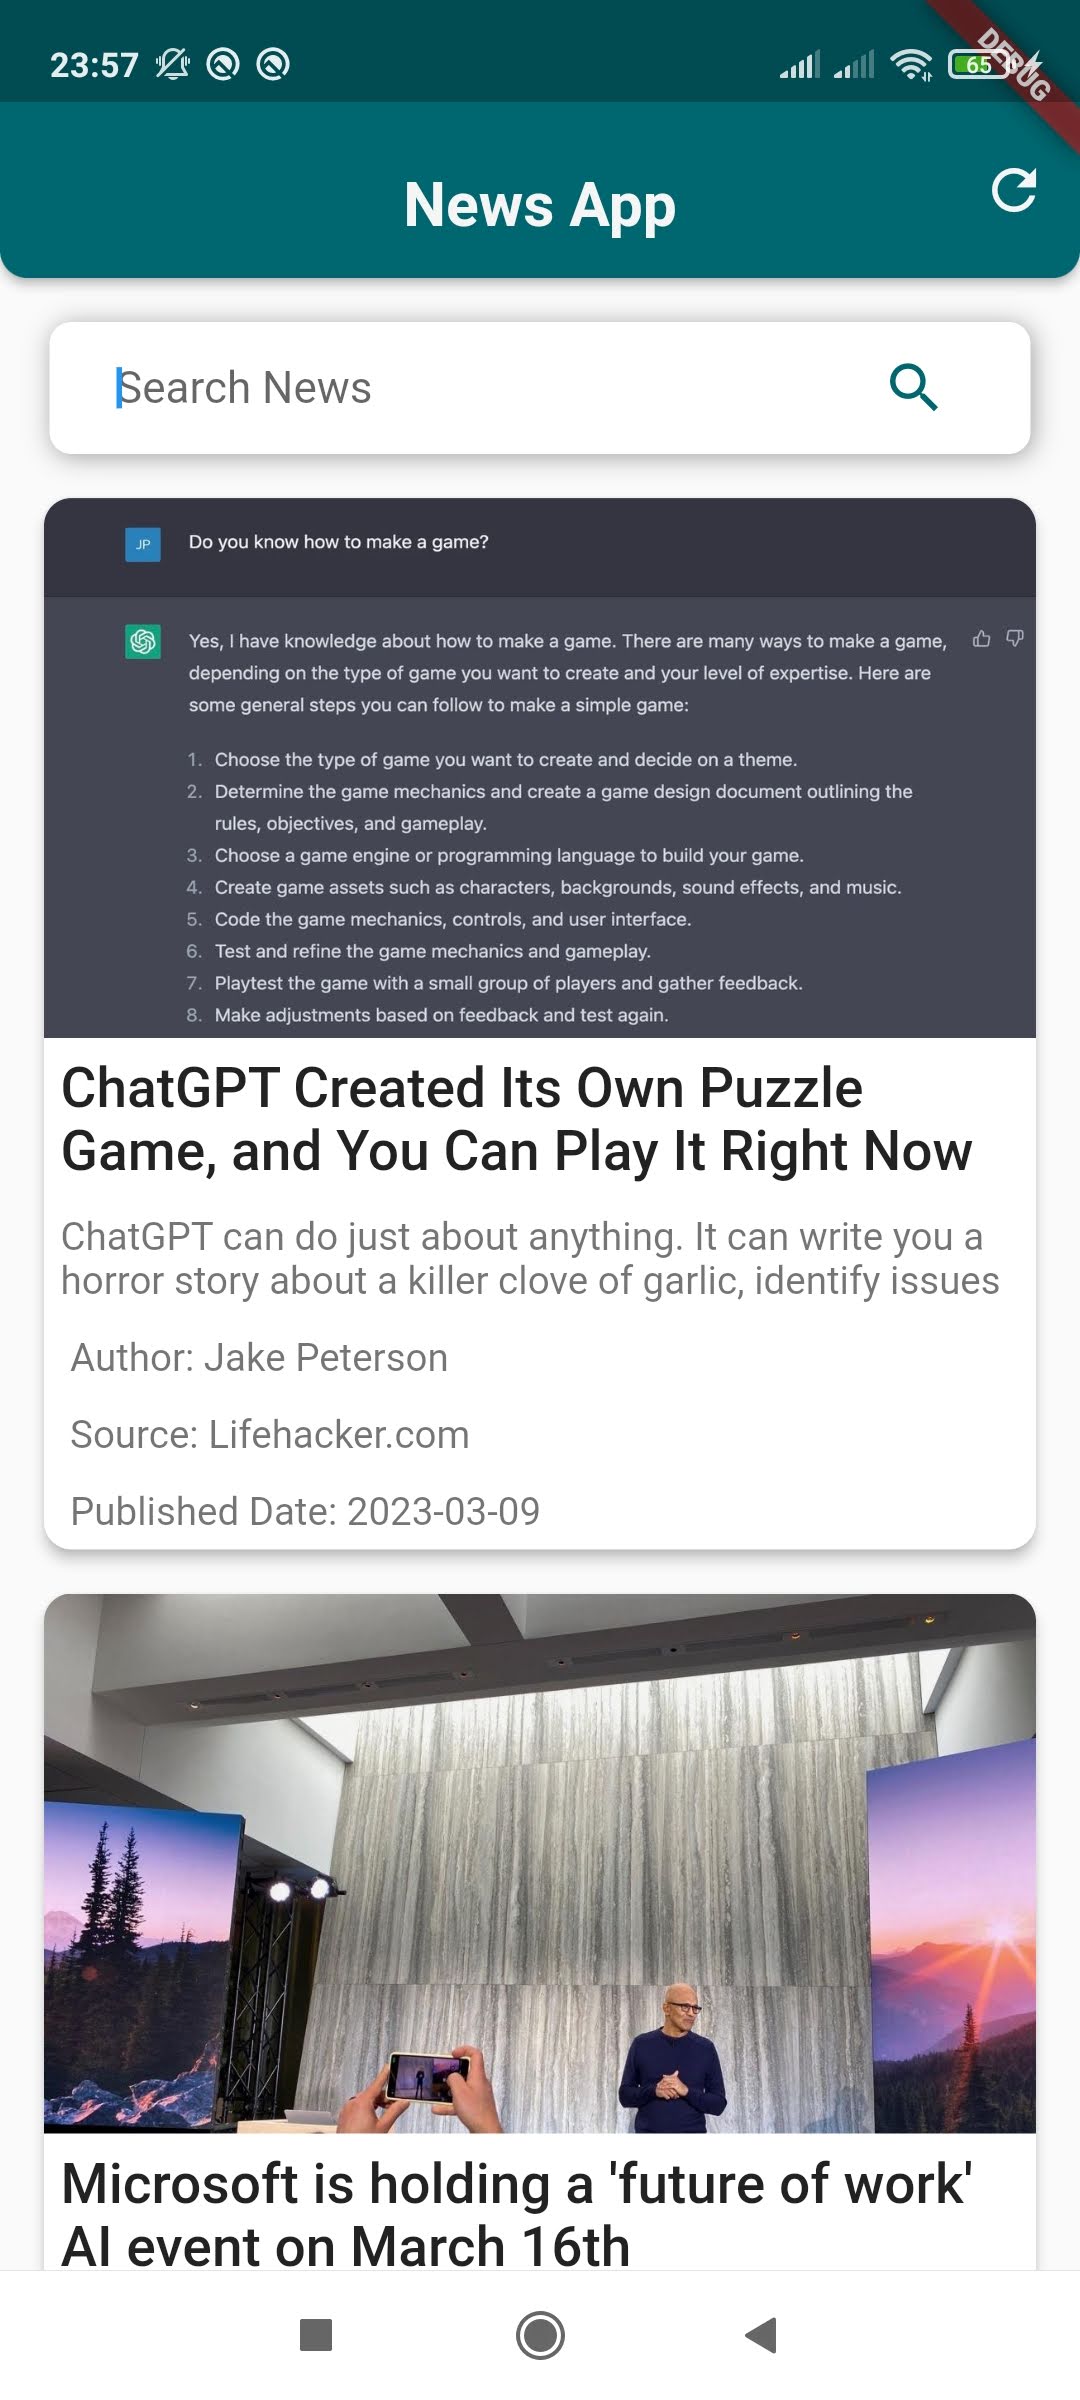 23:57
65
DEBUG
News App
Search News
JP
Do you know how to make a game?
Yes, I have knowledge about how to make a game. There are many ways to make a game,
depending on the type of game you want to create and your level of expertise. Here are
some general steps you can follow to make a simple game:
1. Choose the type of game you want to create and decide on a theme.
2. Determine the game mechanics and create a game design document outlining the
rules, objectives, and gameplay.
3. Choose a game engine or programming language to build your game.
4. Create game assets such as characters, backgrounds, sound effects, and music.
5. Code the game mechanics, controls, and user interface.
6. Test and refine the game mechanics and gameplay.
7. Playtest the game with a small group of players and gather feedback.
8. Make adjustments based on feedback and test again.
ChatGPT Created Its Own Puzzle
Game, and You Can Play It Right Now
ChatGPT can do just about anything. It can write you a
horror story about a killer clove of garlic, identify issues
Author: Jake Peterson
Source: Lifehacker.com
Published Date: 2023-03-09
Microsoft is holding a 'future of work'
AI event on March 16th